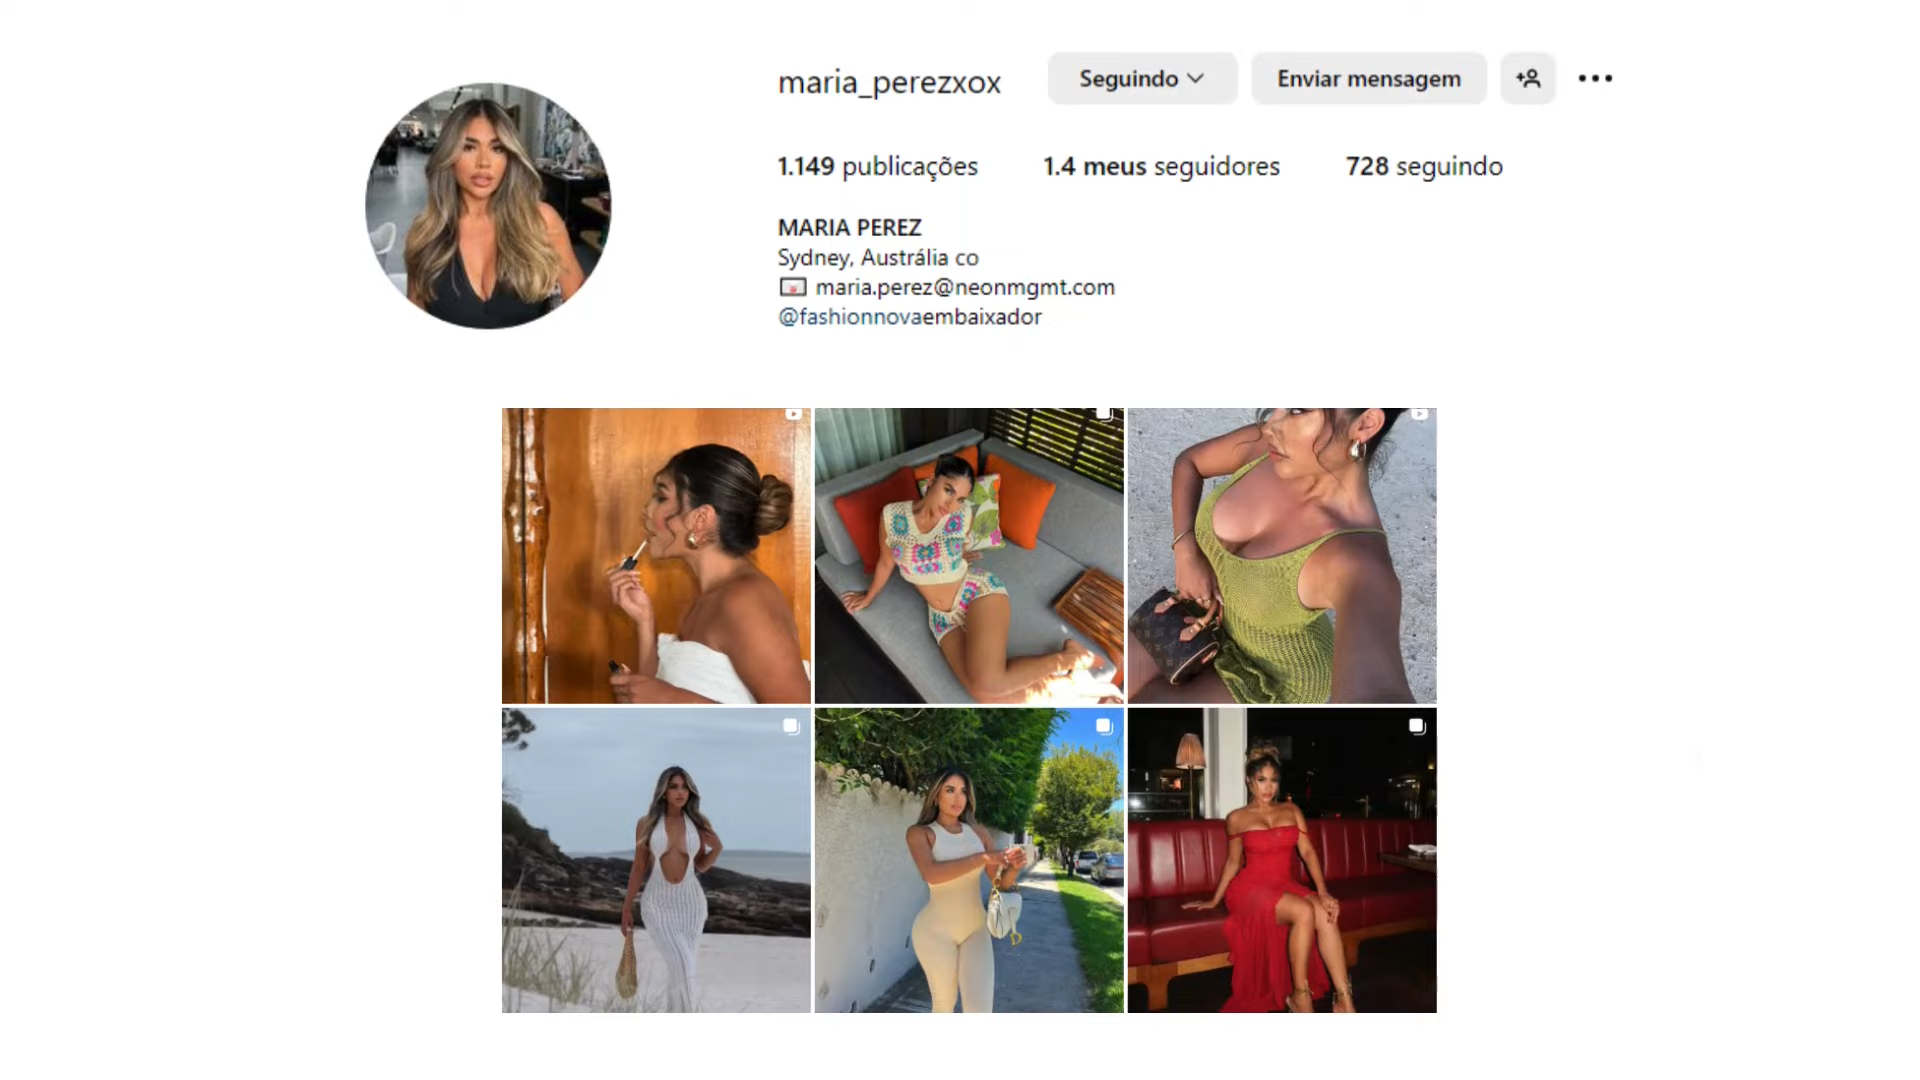 maria_perezxox
Seguindo
Enviar mensagem
1.149 publicações
1.4 meus seguidores
728 seguindo
MARIA PEREZ
Sydney, Austrália co
maria.perez@neonmgmt.com
@fashionnovaembaixador